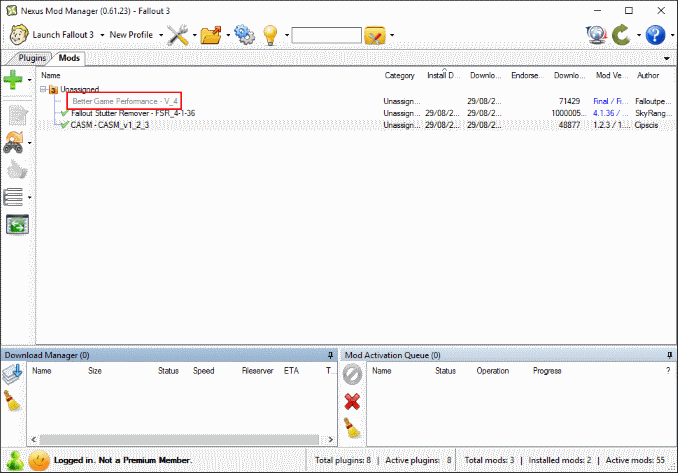 Nexus Mod Manager (0.61.23) - Fallout 3
Launch Fallout 3 New Profile
Plugins Mods
Name Category Install D... Downlo... Endorse... Downlo... Mod Ve... Author
3 Unassigned
Better Game Performance - V_4 Unassign... 29/08/2... 71429 Final / Fi... Falloutpe...
Fallout Stutter Remover - FSR_4-1-36 Unassign... 29/08/2... 29/08/2... 1000005... 4.1.36 / ... SkyRang...
CASM - CASM_v1_2_3 Unassign... 29/08/2... 29/08/2... 48877 1.2.3 / 1.... Cipscis
Download Manager (0)
Name Size Status Speed Fileserver ETA T...
Mod Activation Queue (0)
Name Status Operation Progress ?
Logged in. Not a Premium Member. Total plugins: 8 | Active plugins: 8 Total mods: 3 | Installed mods: 2 | Active mods: 55